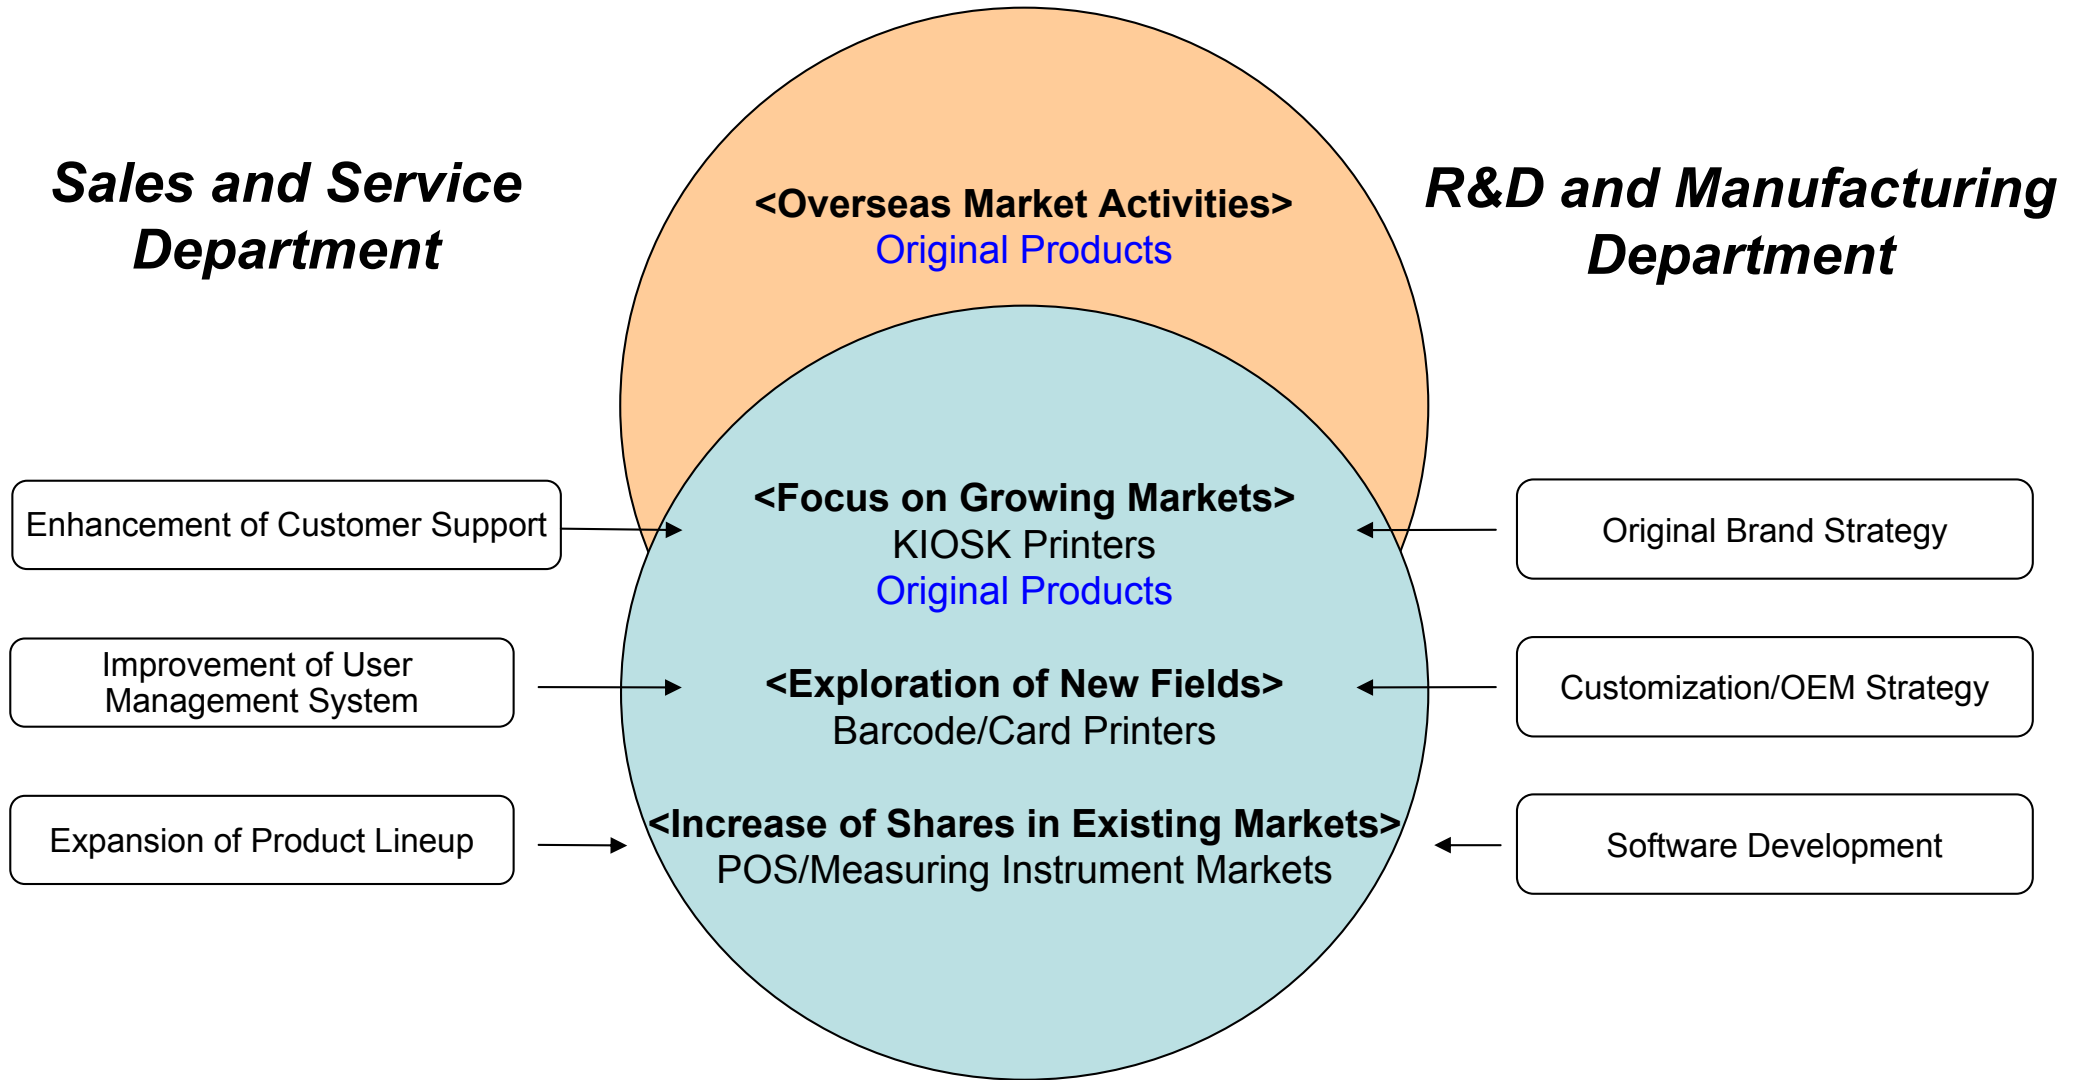 Sales and Service
Department
<Overseas Market Activities>
Original Products
R&D and Manufacturing
Department
Enhancement of Customer Support
<Focus on Growing Markets>
KIOSK Printers
Original Products
Original Brand Strategy
Improvement of User
Management System
<Exploration of New Fields>
Barcode/Card Printers
Customization/OEM Strategy
Expansion of Product Lineup
<Increase of Shares in Existing Markets>
POS/Measuring Instrument Markets
Software Development